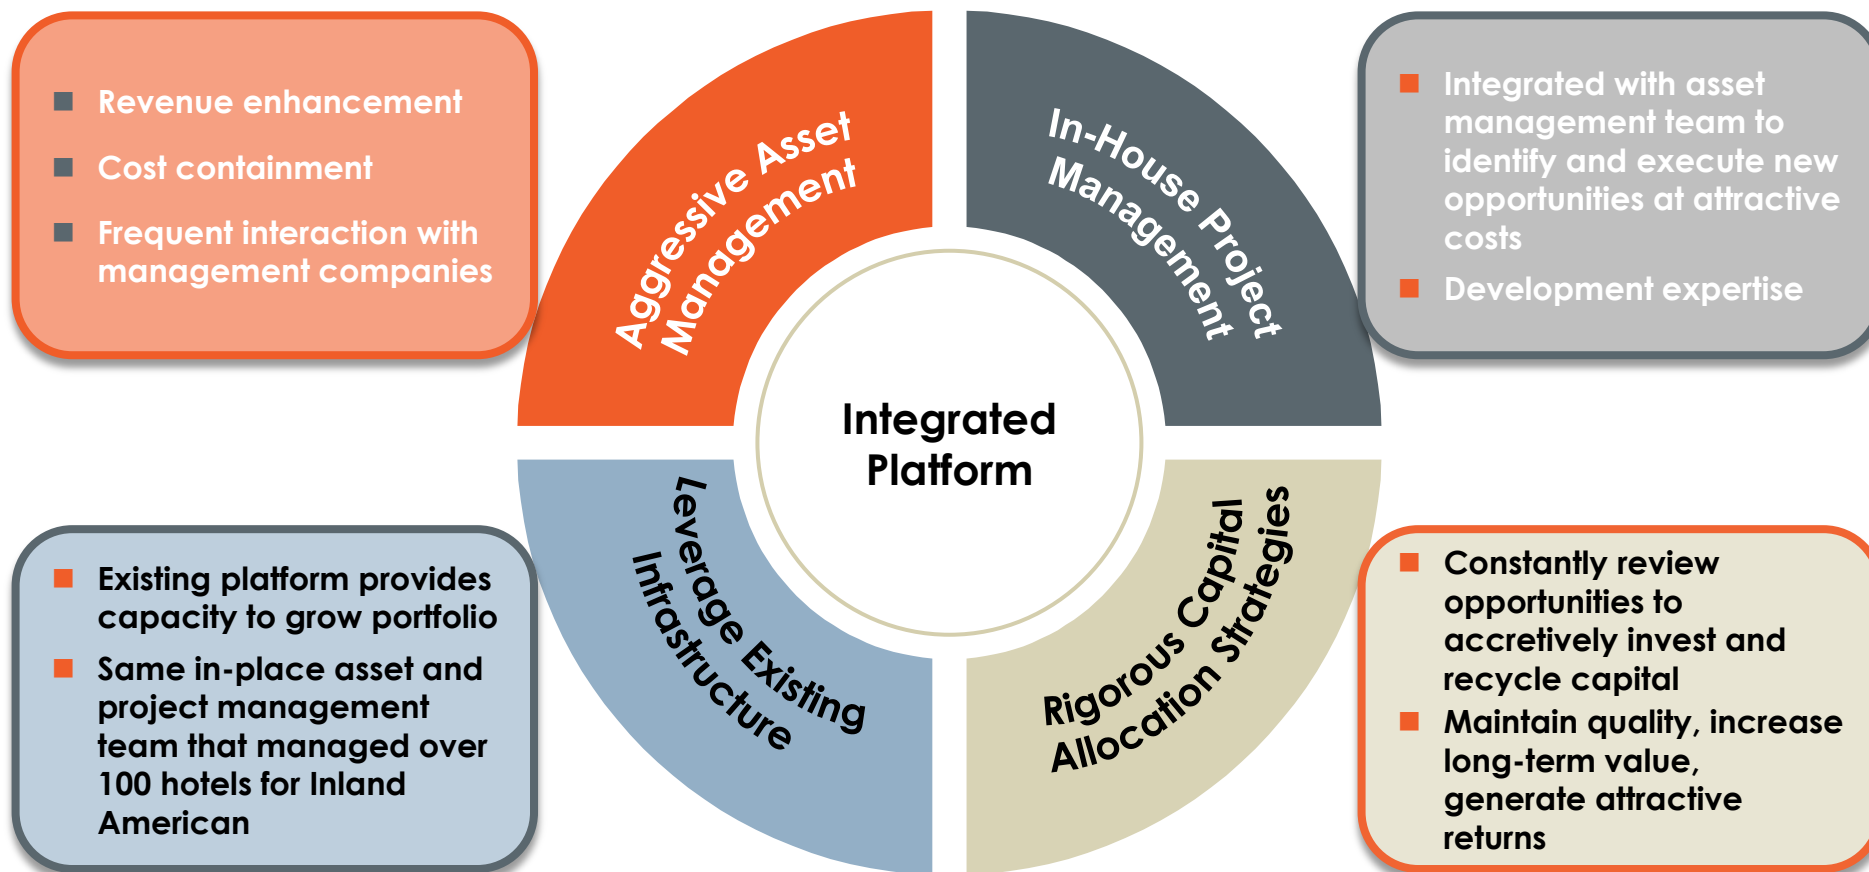 Revenue enhancement
Cost containment
Frequent interaction with
management companies
Aggressive Asset
Management
In-House Project
Management
Integrated with asset
management team to
identify and execute new
opportunities at attractive
costs
Development expertise
Integrated
Platform
Existing platform provides
capacity to grow portfolio
Same in-place asset and
project management
team that managed over
100 hotels for Inland
American
Leverage Existing
Infrastructure
Rigorous Capital
Allocation Strategies
Constantly review
opportunities to
accretively invest and
recycle capital
Maintain quality, increase
long-term value,
generate attractive
returns